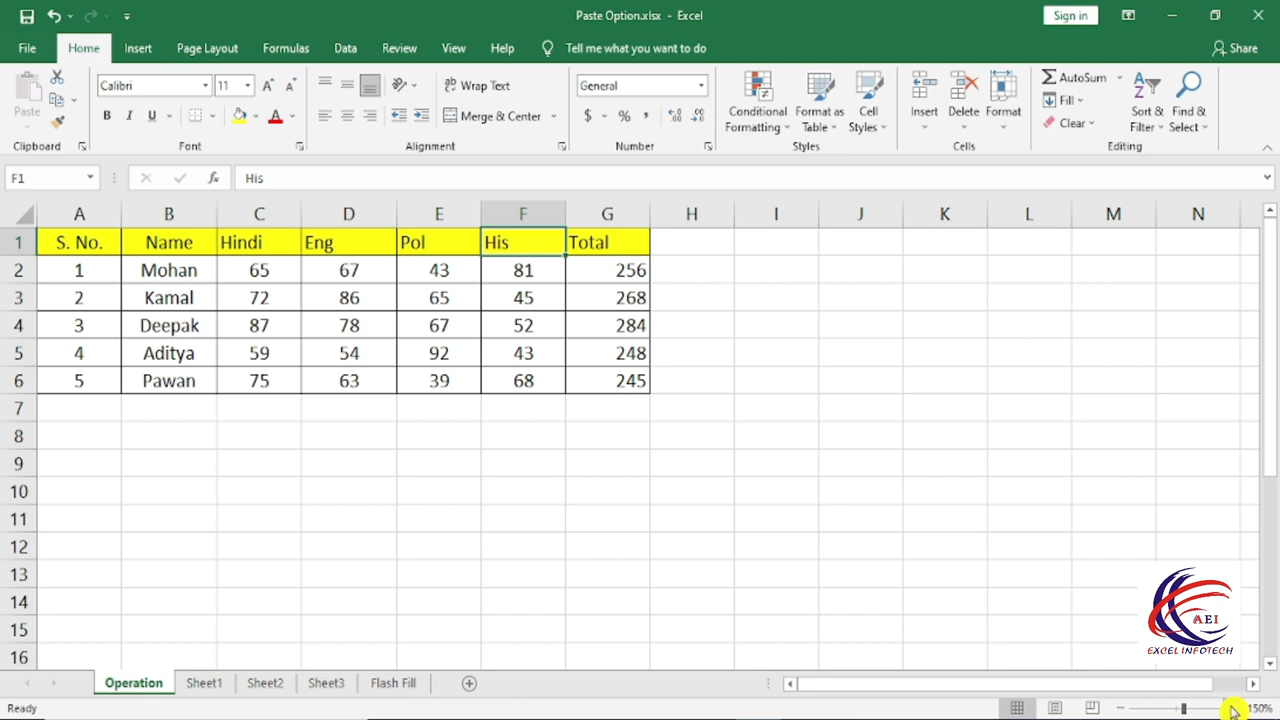 Paste Option.xlsx - Excel
Sign in
File Home Insert Page Layout Formulas Data Review View Help Tell me what you want to do Share
Calibri 11 A A Wrap Text General Conditional Formatting Format as Table Cell Styles Insert Delete Format AutoSum Sort & Filter Find & Select
Paste B I U A Merge & Center $ % , Fill
Clear
Clipboard Font Alignment Number Styles Cells Editing
F1 fx His
A B C D E F G H I J K L M N
1 S. No. Name Hindi Eng Pol His Total
2 1 Mohan 65 67 43 81 256
3 2 Kamal 72 86 65 45 268
4 3 Deepak 87 78 67 52 284
5 4 Aditya 59 54 92 43 248
6 5 Pawan 75 63 39 68 245
7
8
9
10
11
12
13
14
15
16
AEI
EXCEL INFOTECH
Operation Sheet1 Sheet2 Sheet3 Flash Fill
Ready 150%